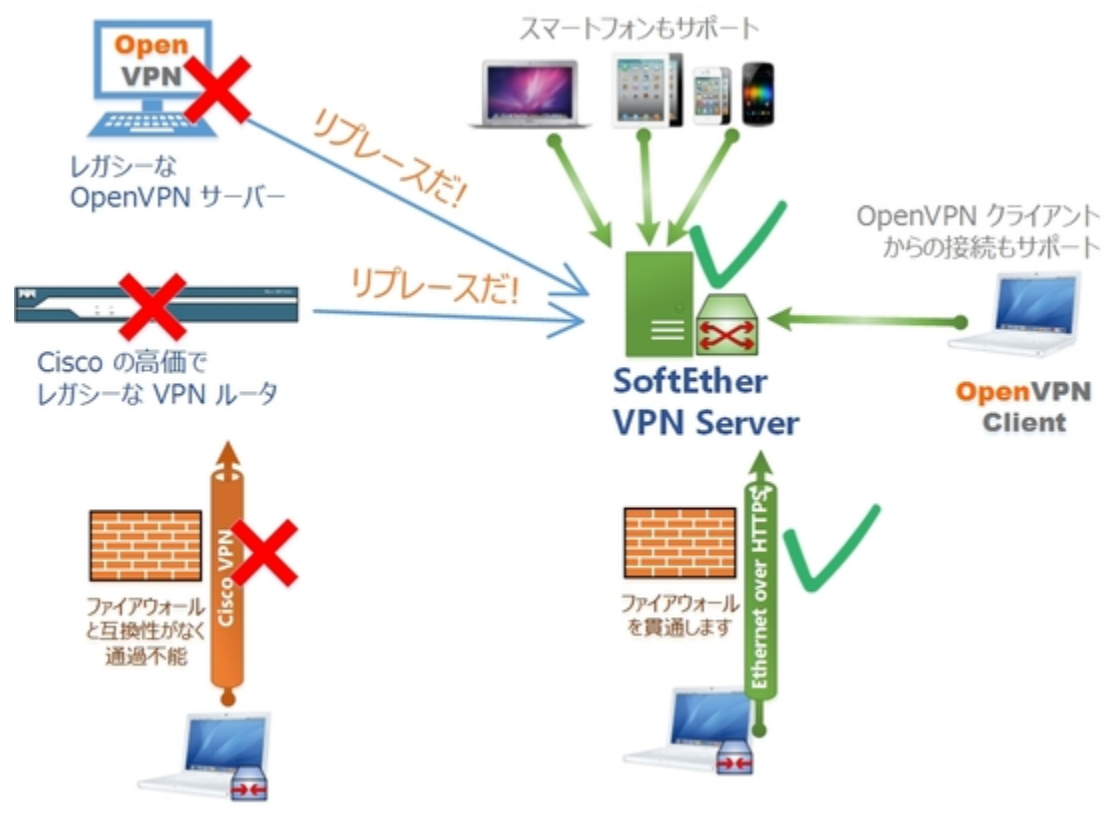 Open
VPN
レガシーな
OpenVPN サーバー
リプレースだ!
スマートフォンもサポート
OpenVPN クライアント
からの接続もサポート
リプレースだ!
Cisco の高価で
レガシーな VPN ルータ
SoftEther
VPN Server
OpenVPN
Client
Cisco VPN
ファイアウォール
と互換性がなく
通過不能
Ethernet over HTTPS
ファイアウォール
を貫通します